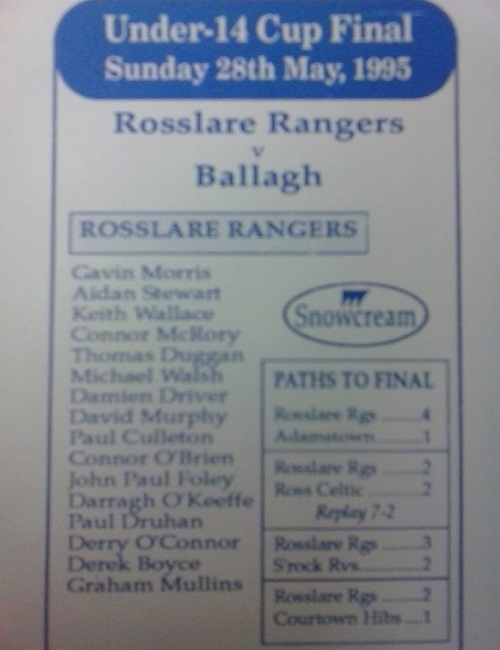 Under-14 Cup Final
Sunday 28th May, 1995
Rosslare Rangers
v
Ballagh
ROSSLARE RANGERS
Gavin Morris
Aidan Stewart
Keith Wallace
Connor McRory
Thomas Duggan
Michael Walsh
Damien Driver
David Murphy
Paul Culleton
Connor O'Brien
John Paul Foley
Darragh O'Keeffe
Paul Druhan
Derry O'Connor
Derek Boyce
Graham Mullins
Snowcream
PATHS TO FINAL
Rosslare Rgs ........4
Adamstown ..........1
Rosslare Rgs ........2
Ross Celtic ..........2
Replay 7-2
Rosslare Rgs ........3
S'rock Rvs............2
Rosslare Rgs ........2
Courtown Hibs ....1